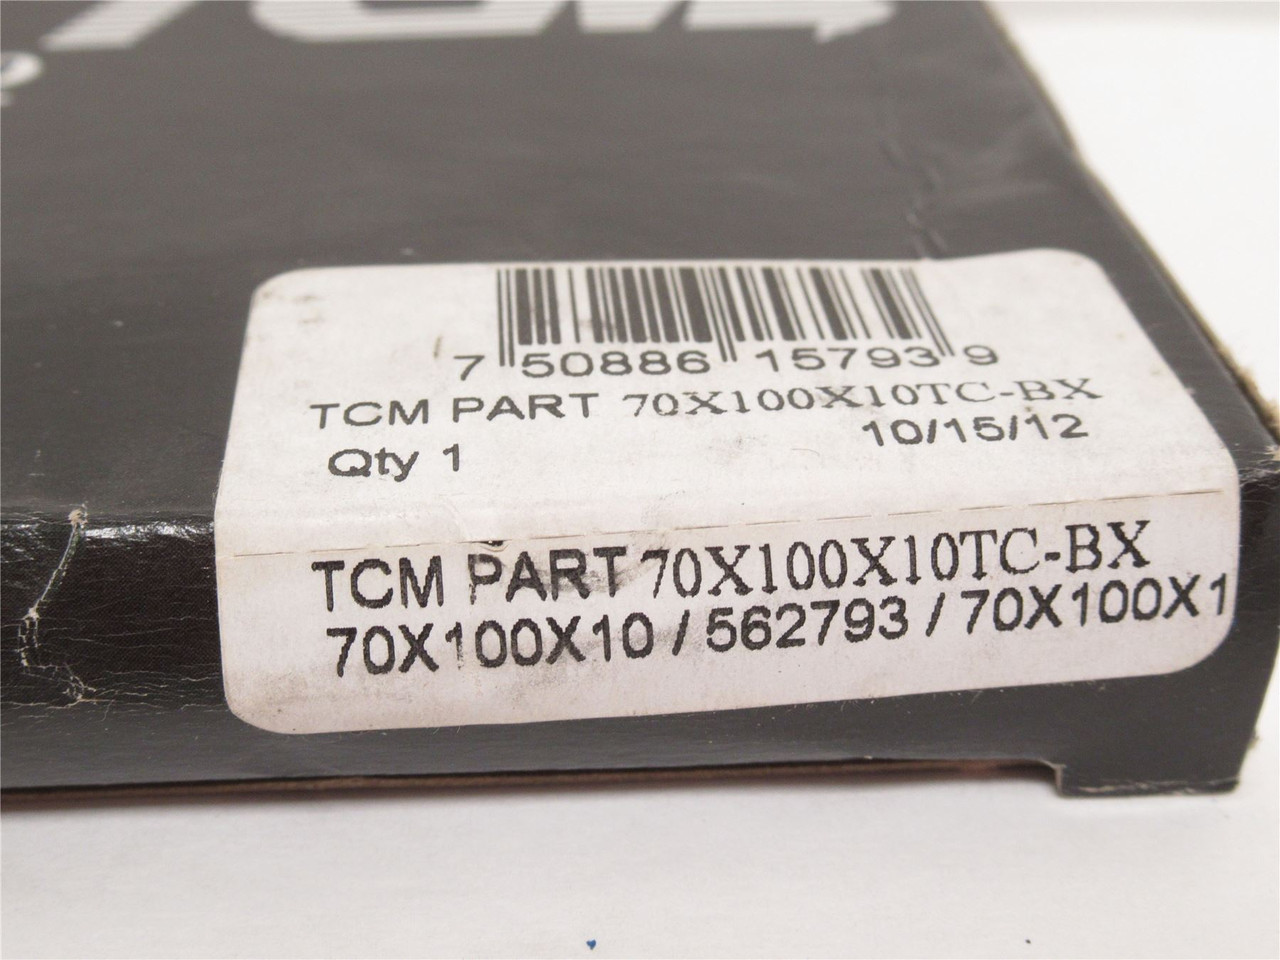 7 50886 15793 9
TCM PART 70X100X10TC-BX
10/15/12
Qty 1
TCM PART 70X100X10TC-BX
70X100X10 / 562793 / 70X100X1